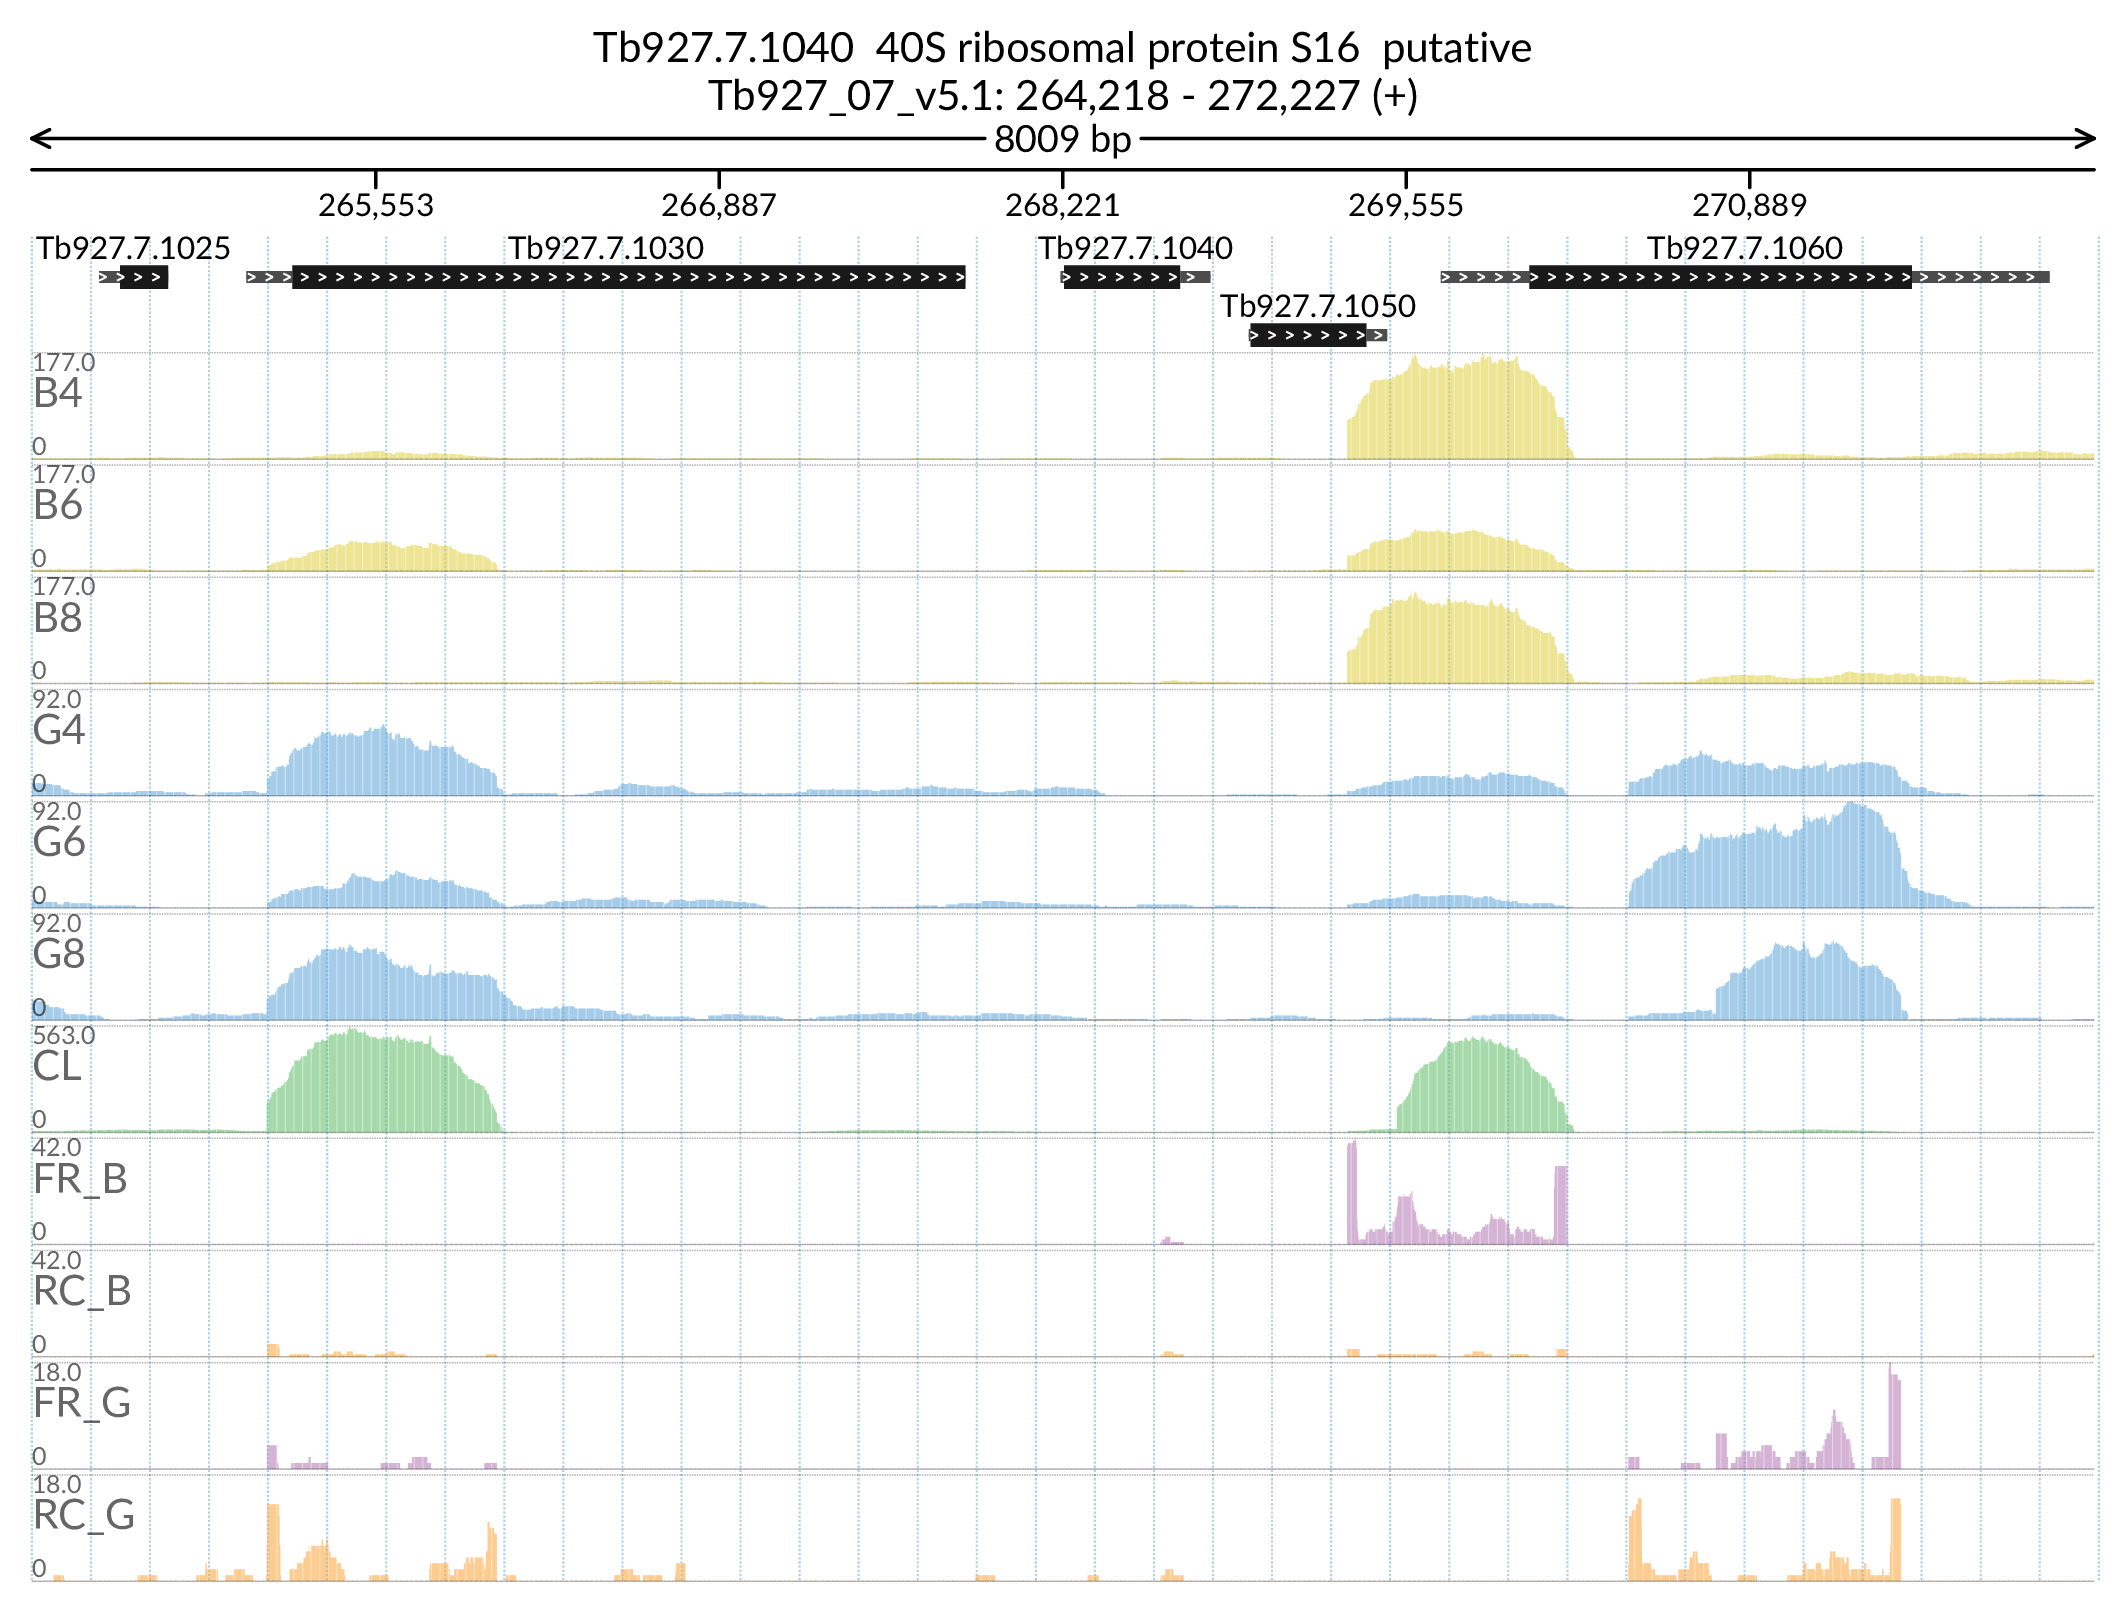 Tb927.7.1040  40S ribosomal protein S16  putative
Tb927_07_v5.1: 264,218 - 272,227 (+)
8009 bp
265,553 266,887 268,221 269,555 270,889
Tb927.7.1025 Tb927.7.1030 Tb927.7.1040 Tb927.7.1060
Tb927.7.1050
177.0
B4
0
177.0
B6
0
177.0
B8
0
92.0
G4
0
92.0
G6
0
92.0
G8
0
563.0
CL
0
42.0
FR_B
0
42.0
RC_B
0
18.0
FR_G
0
18.0
RC_G
0